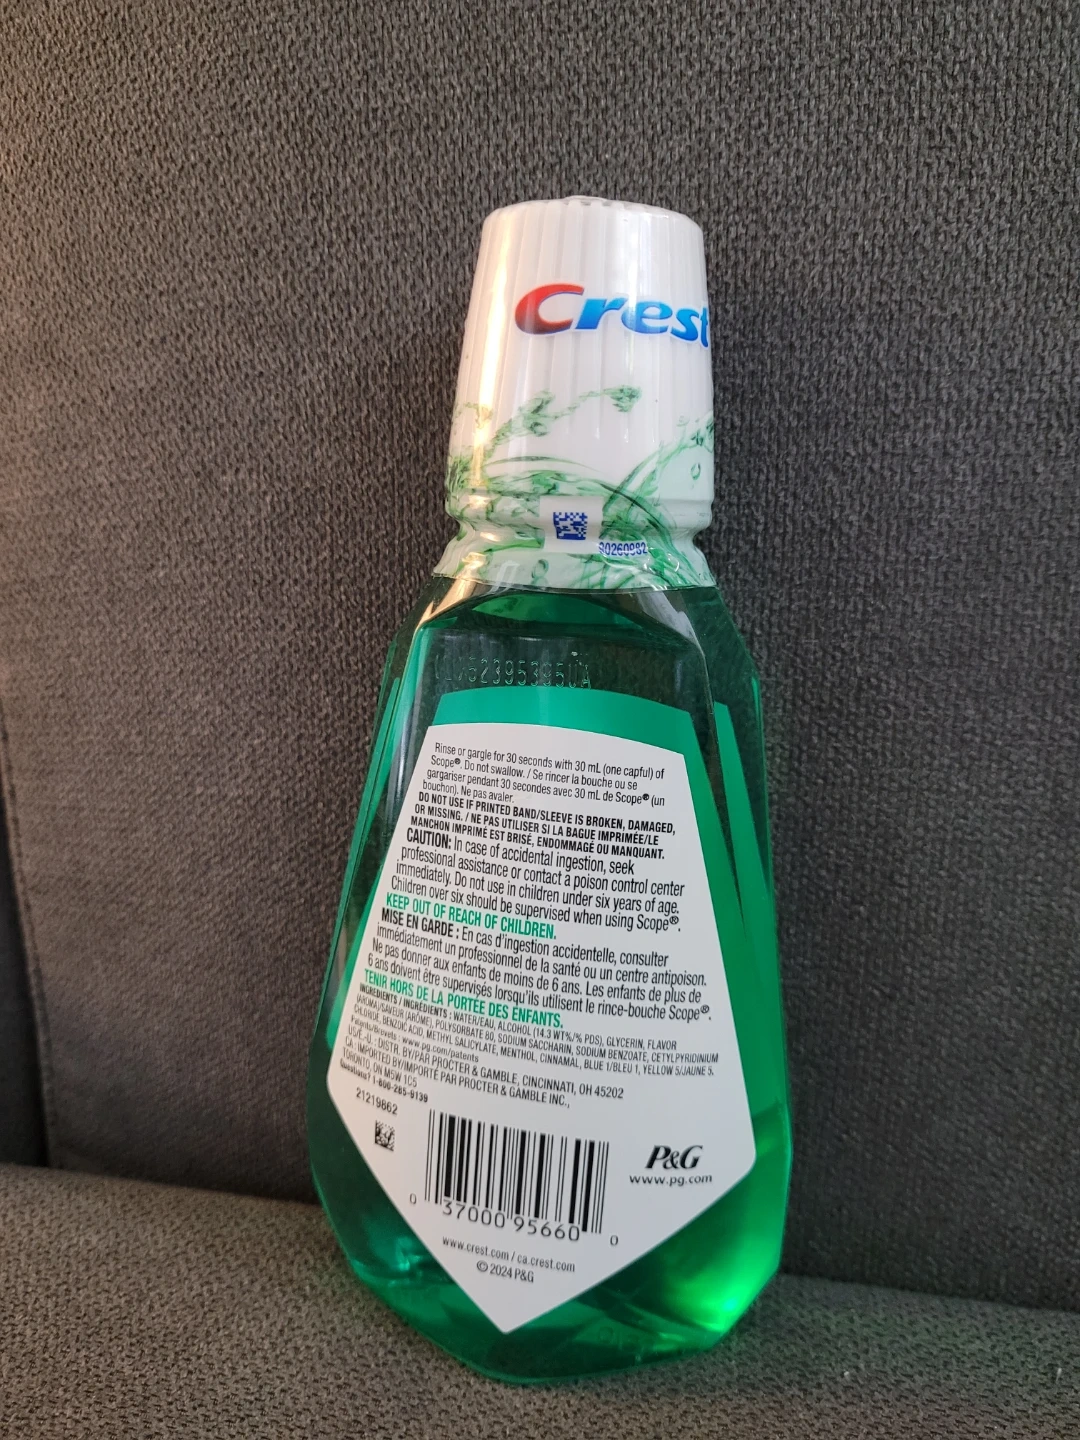 Crest
90260982
Rinse or gargle for 30 seconds with 30 mL (one capful) of
Scope®. Do not swallow. / Se rincer la bouche ou se
gargariser pendant 30 secondes avec 30 mL de Scope® (un
bouchon). Ne pas avaler.
DO NOT USE IF PRINTED BAND/SLEEVE IS BROKEN, DAMAGED,
OR MISSING. / NE PAS UTILISER SI LA BAGUE IMPRIMÉE/LE
MANCHON IMPRIMÉ EST BRISÉ, ENDOMMAGÉ OU MANQUANT.
CAUTION: In case of accidental ingestion, seek
professional assistance or contact a poison control center
immediately. Do not use in children under six years of age.
Children over six should be supervised when using Scope®.
KEEP OUT OF REACH OF CHILDREN.
MISE EN GARDE : En cas d'ingestion accidentelle, consulter
immédiatement un professionnel de la santé ou un centre antipoison.
Ne pas donner aux enfants de moins de 6 ans. Les enfants de plus de
6 ans doivent être supervisés lorsqu'ils utilisent le rince-bouche Scope®.
TENIR HORS DE LA PORTÉE DES ENFANTS.
INGREDIENTS / INGRÉDIENTS : WATER/EAU, ALCOHOL (14.3 WT%/% PDS), GLYCERIN, FLAVOR
(AROMA)/SAVEUR (ARÔME), POLYSORBATE 80, SODIUM SACCHARIN, SODIUM BENZOATE, CETYLPYRIDINIUM
CHLORIDE, BENZOIC ACID, METHYL SALICYLATE, MENTHOL, CINNAMAL, BLUE 1/BLEU 1, YELLOW 5/JAUNE 5.
Patents/Brevets : www.pg.com/patents
US/É.-U. : DISTR. BY/PAR PROCTER & GAMBLE, CINCINNATI, OH 45202
CA : IMPORTED BY/IMPORTÉ PAR PROCTER & GAMBLE INC.,
TORONTO, ON M5W 1C5
Questions? 1-800-285-9139
21219862
P&G
www.pg.com
0 37000 95660 0
www.crest.com / ca.crest.com
© 2024 P&G